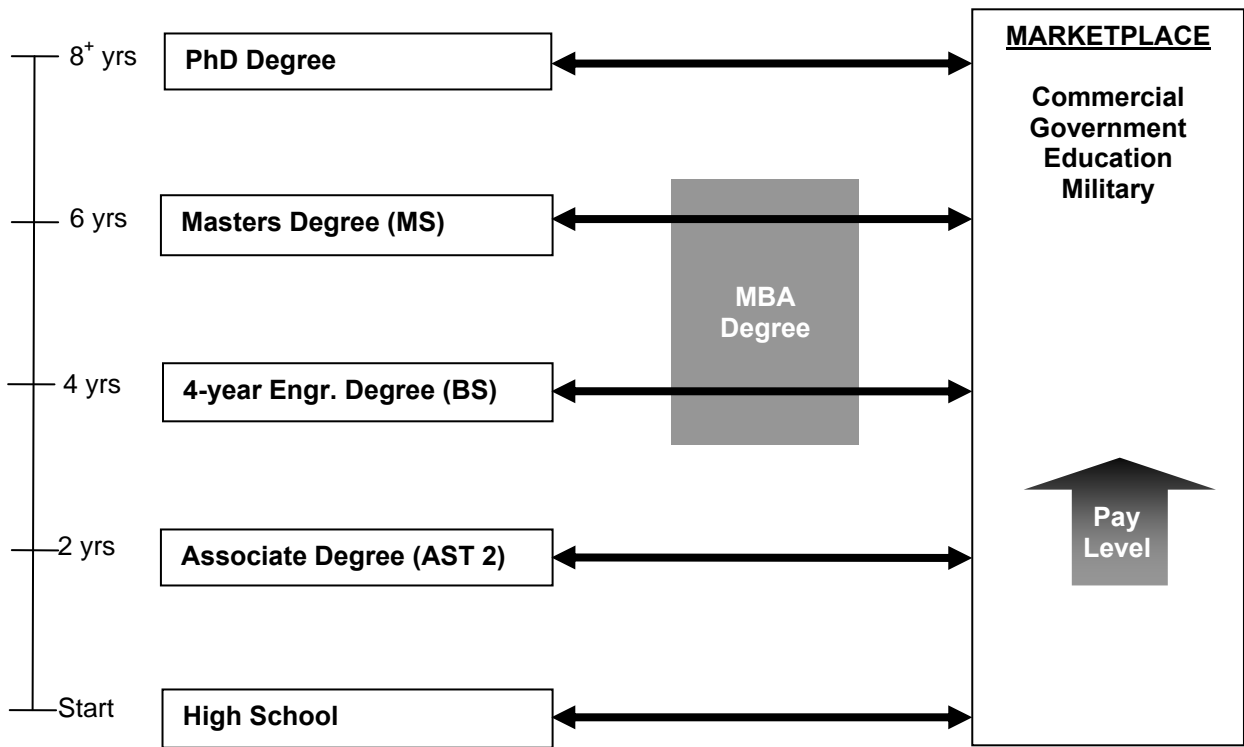 MARKETPLACE
8+ yrs
PhD Degree
Commercial
Government
Education
Military
6 yrs
Masters Degree (MS)
MBA
Degree
4 yrs
4-year Engr. Degree (BS)
Pay
Level
2 yrs
Associate Degree (AST 2)
Start
High School